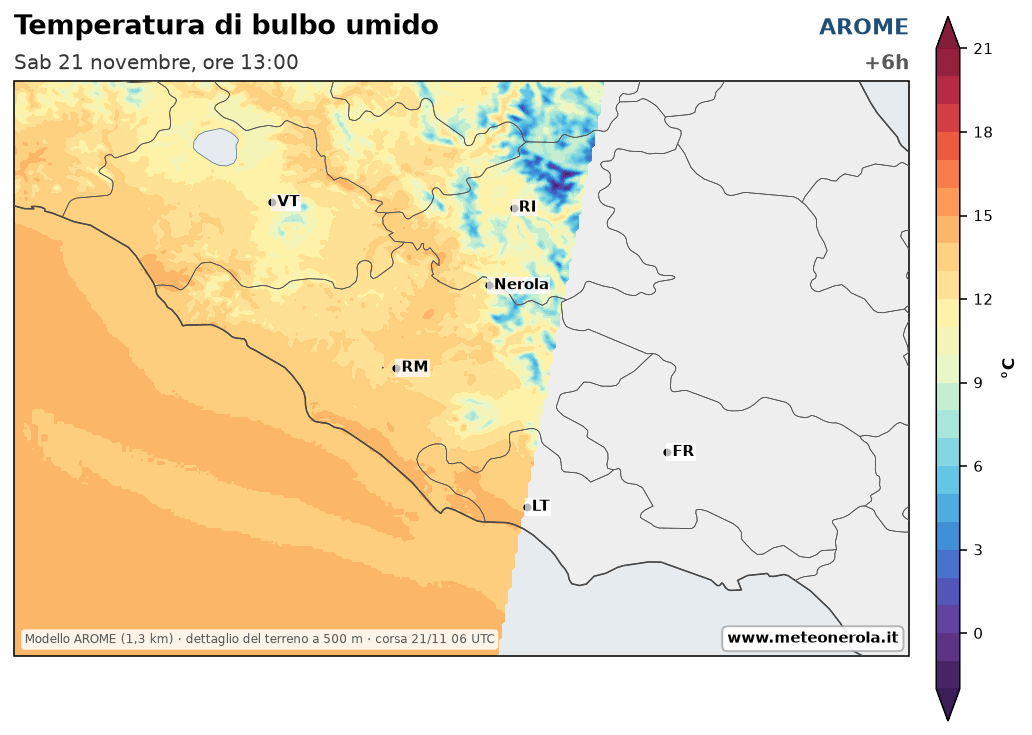 Temperatura di bulbo umido
AROME
Sab 21 novembre, ore 13:00
+6h
21
18
15
12
9
6
3
0
°C
VT
RI
Nerola
RM
FR
LT
Modello AROME (1,3 km) · dettaglio del terreno a 500 m · corsa 21/11 06 UTC
www.meteonerola.it